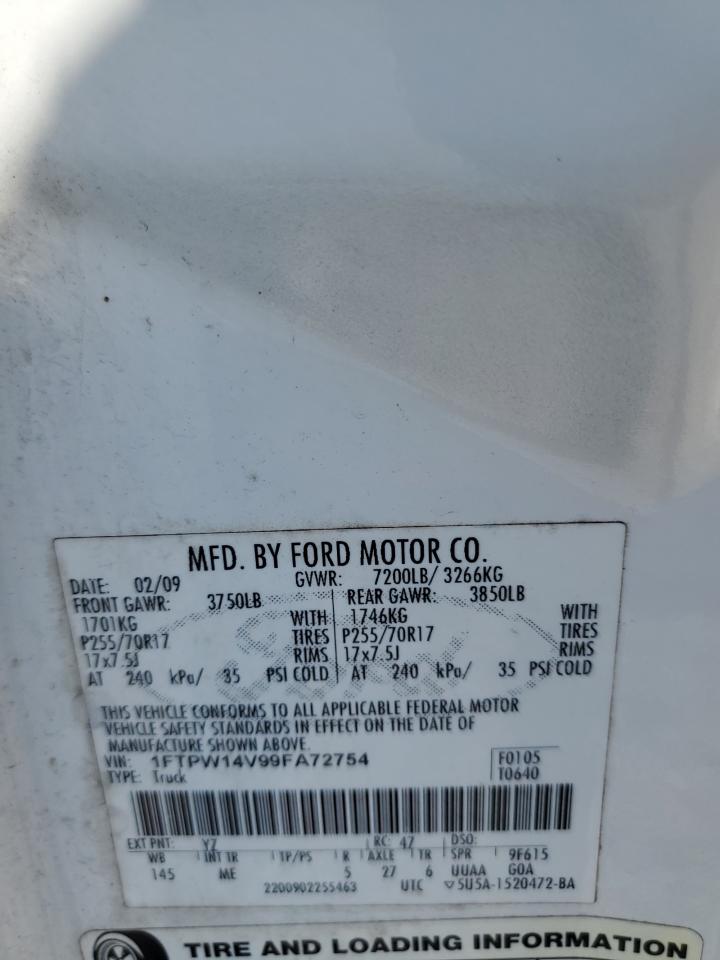 MFD. BY FORD MOTOR CO.
DATE: 02/09 GVWR: 7200LB/ 3266KG
FRONT GAWR: 3750LB REAR GAWR: 3850LB
1701KG WITH 1746KG WITH
P255/70R17 TIRES P255/70R17 TIRES
17x7.5J RIMS 17x7.5J RIMS
AT 240 kPa/ 35 PSI COLD AT 240 kPa/ 35 PSI COLD
THIS VEHICLE CONFORMS TO ALL APPLICABLE FEDERAL MOTOR
VEHICLE SAFETY STANDARDS IN EFFECT ON THE DATE OF
MANUFACTURE SHOWN ABOVE.
VIN: 1FTPW14V99FA72754 F0105
TYPE: Truck T0640
EXT PNT: YZ RC: 47 DSO:
WB INT TR TP/PS R AXLE TR SPR 9F615
145 ME 5 27 6 UUAA GOA
2200902255463 UTC ▽5U5A-1520472-BA
TIRE AND LOADING INFORMATION